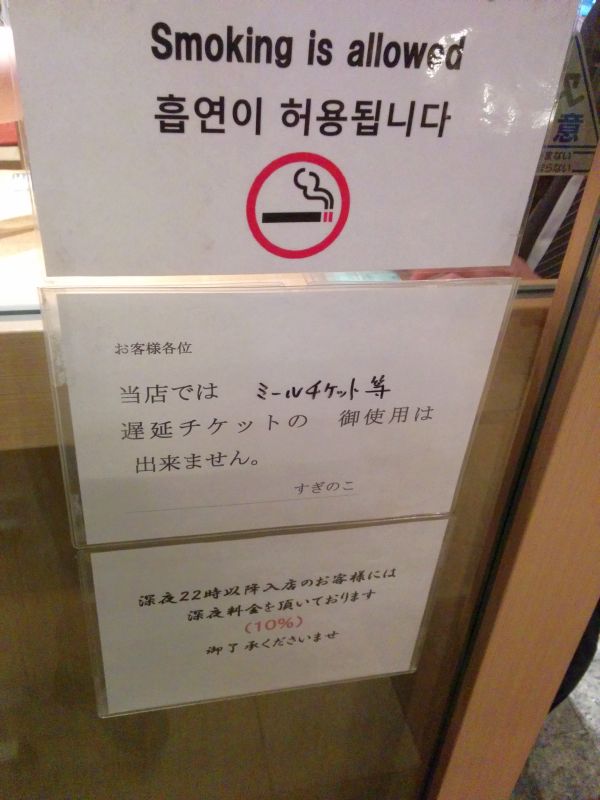 Smoking is allowed
흡연이 허용됩니다
意
まない
お客様各位
当店では ミールチケット等
遅延チケットの 御使用は
出来ません。
すぎのこ
深夜22時以降入店のお客様には
深夜料金を頂いております
(10%)
御了承くださいませ